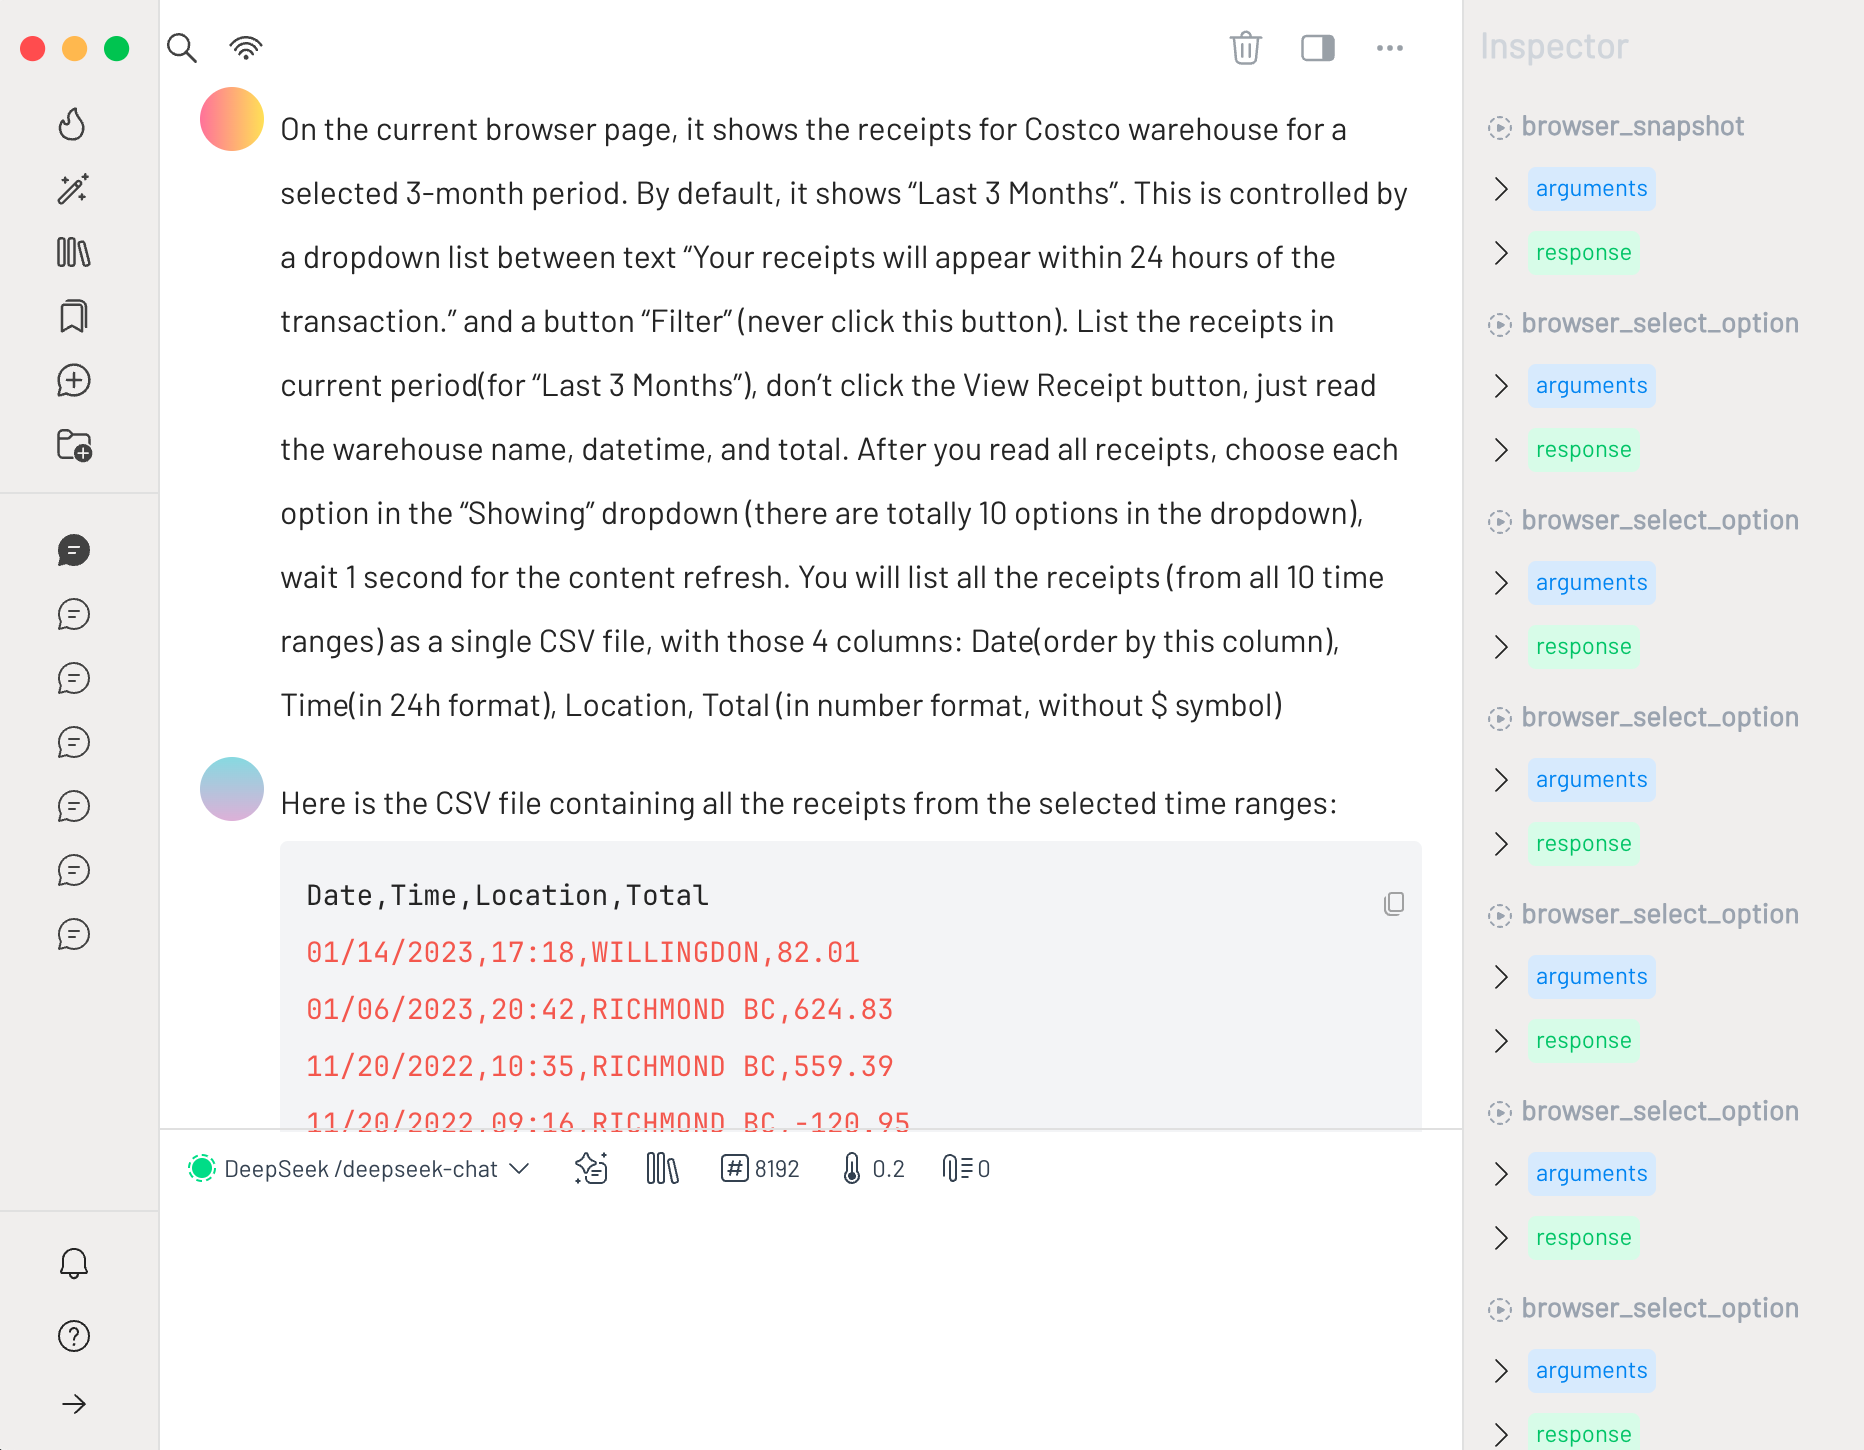 On the current browser page, it shows the receipts for Costco warehouse for a
selected 3-month period. By default, it shows “Last 3 Months”. This is controlled by
a dropdown list between text “Your receipts will appear within 24 hours of the
transaction.” and a button “Filter” (never click this button). List the receipts in
current period(for “Last 3 Months”), don’t click the View Receipt button, just read
the warehouse name, datetime, and total. After you read all receipts, choose each
option in the “Showing” dropdown (there are totally 10 options in the dropdown),
wait 1 second for the content refresh. You will list all the receipts (from all 10 time
ranges) as a single CSV file, with those 4 columns: Date(order by this column),
Time(in 24h format), Location, Total (in number format, without $ symbol)
Here is the CSV file containing all the receipts from the selected time ranges:
Date,Time,Location,Total
01/14/2023,17:18,WILLINGDON,82.01
01/06/2023,20:42,RICHMOND BC,624.83
11/20/2022,10:35,RICHMOND BC,559.39
11/20/2022,09:16,RICHMOND BC,-120.95
DeepSeek /deepseek-chat
8192
0.2
0
Inspector
browser_snapshot
arguments
response
browser_select_option
arguments
response
browser_select_option
arguments
response
browser_select_option
arguments
response
browser_select_option
arguments
response
browser_select_option
arguments
response
browser_select_option
arguments
response